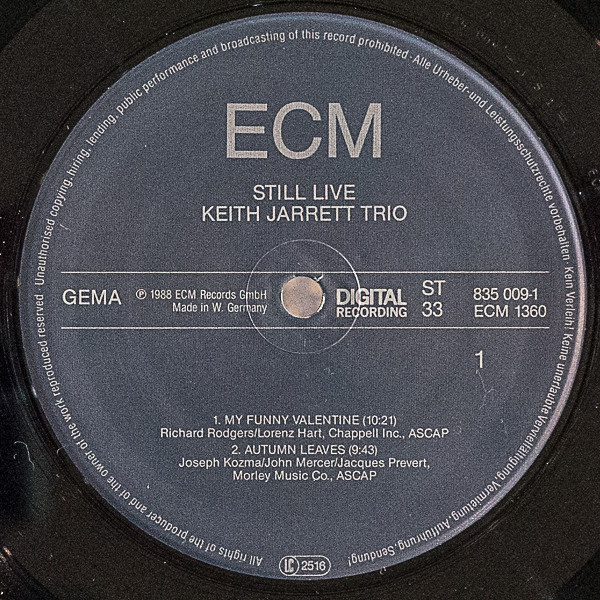 All rights of the producer and of the owner of the work reproduced reserved · Unauthorised copying, hiring, lending, public performance and broadcasting of this record prohibited · Alle Urheber- und Leistungsschutzrechte vorbehalten · Kein Verleih! Keine unerlaubte Vervielfältigung, Vermietung, Aufführung, Sendung!
ECM
STILL LIVE
KEITH JARRETT TRIO
GEMA
℗ 1988 ECM Records GmbH
Made in W. Germany
DIGITAL
RECORDING
ST
33
835 009-1
ECM 1360
1
1. MY FUNNY VALENTINE (10:21)
Richard Rodgers/Lorenz Hart, Chappell Inc., ASCAP
2. AUTUMN LEAVES (9:43)
Joseph Kozma/John Mercer/Jacques Prevert,
Morley Music Co., ASCAP
LC 2516